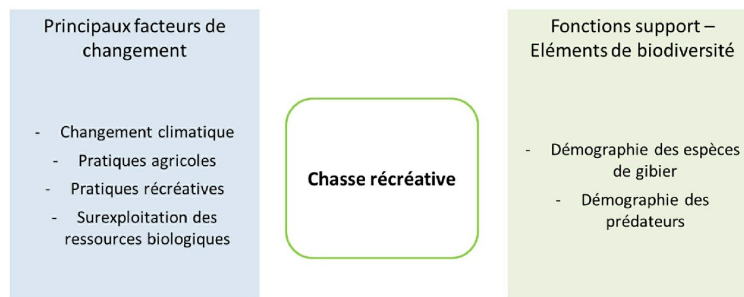 Principaux facteurs de
changement
- Changement climatique
- Pratiques agricoles
- Pratiques récréatives
- Surexploitation des
ressources biologiques
Chasse récréative
Fonctions support –
Eléments de biodiversité
- Démographie des espèces
de gibier
- Démographie des
prédateurs